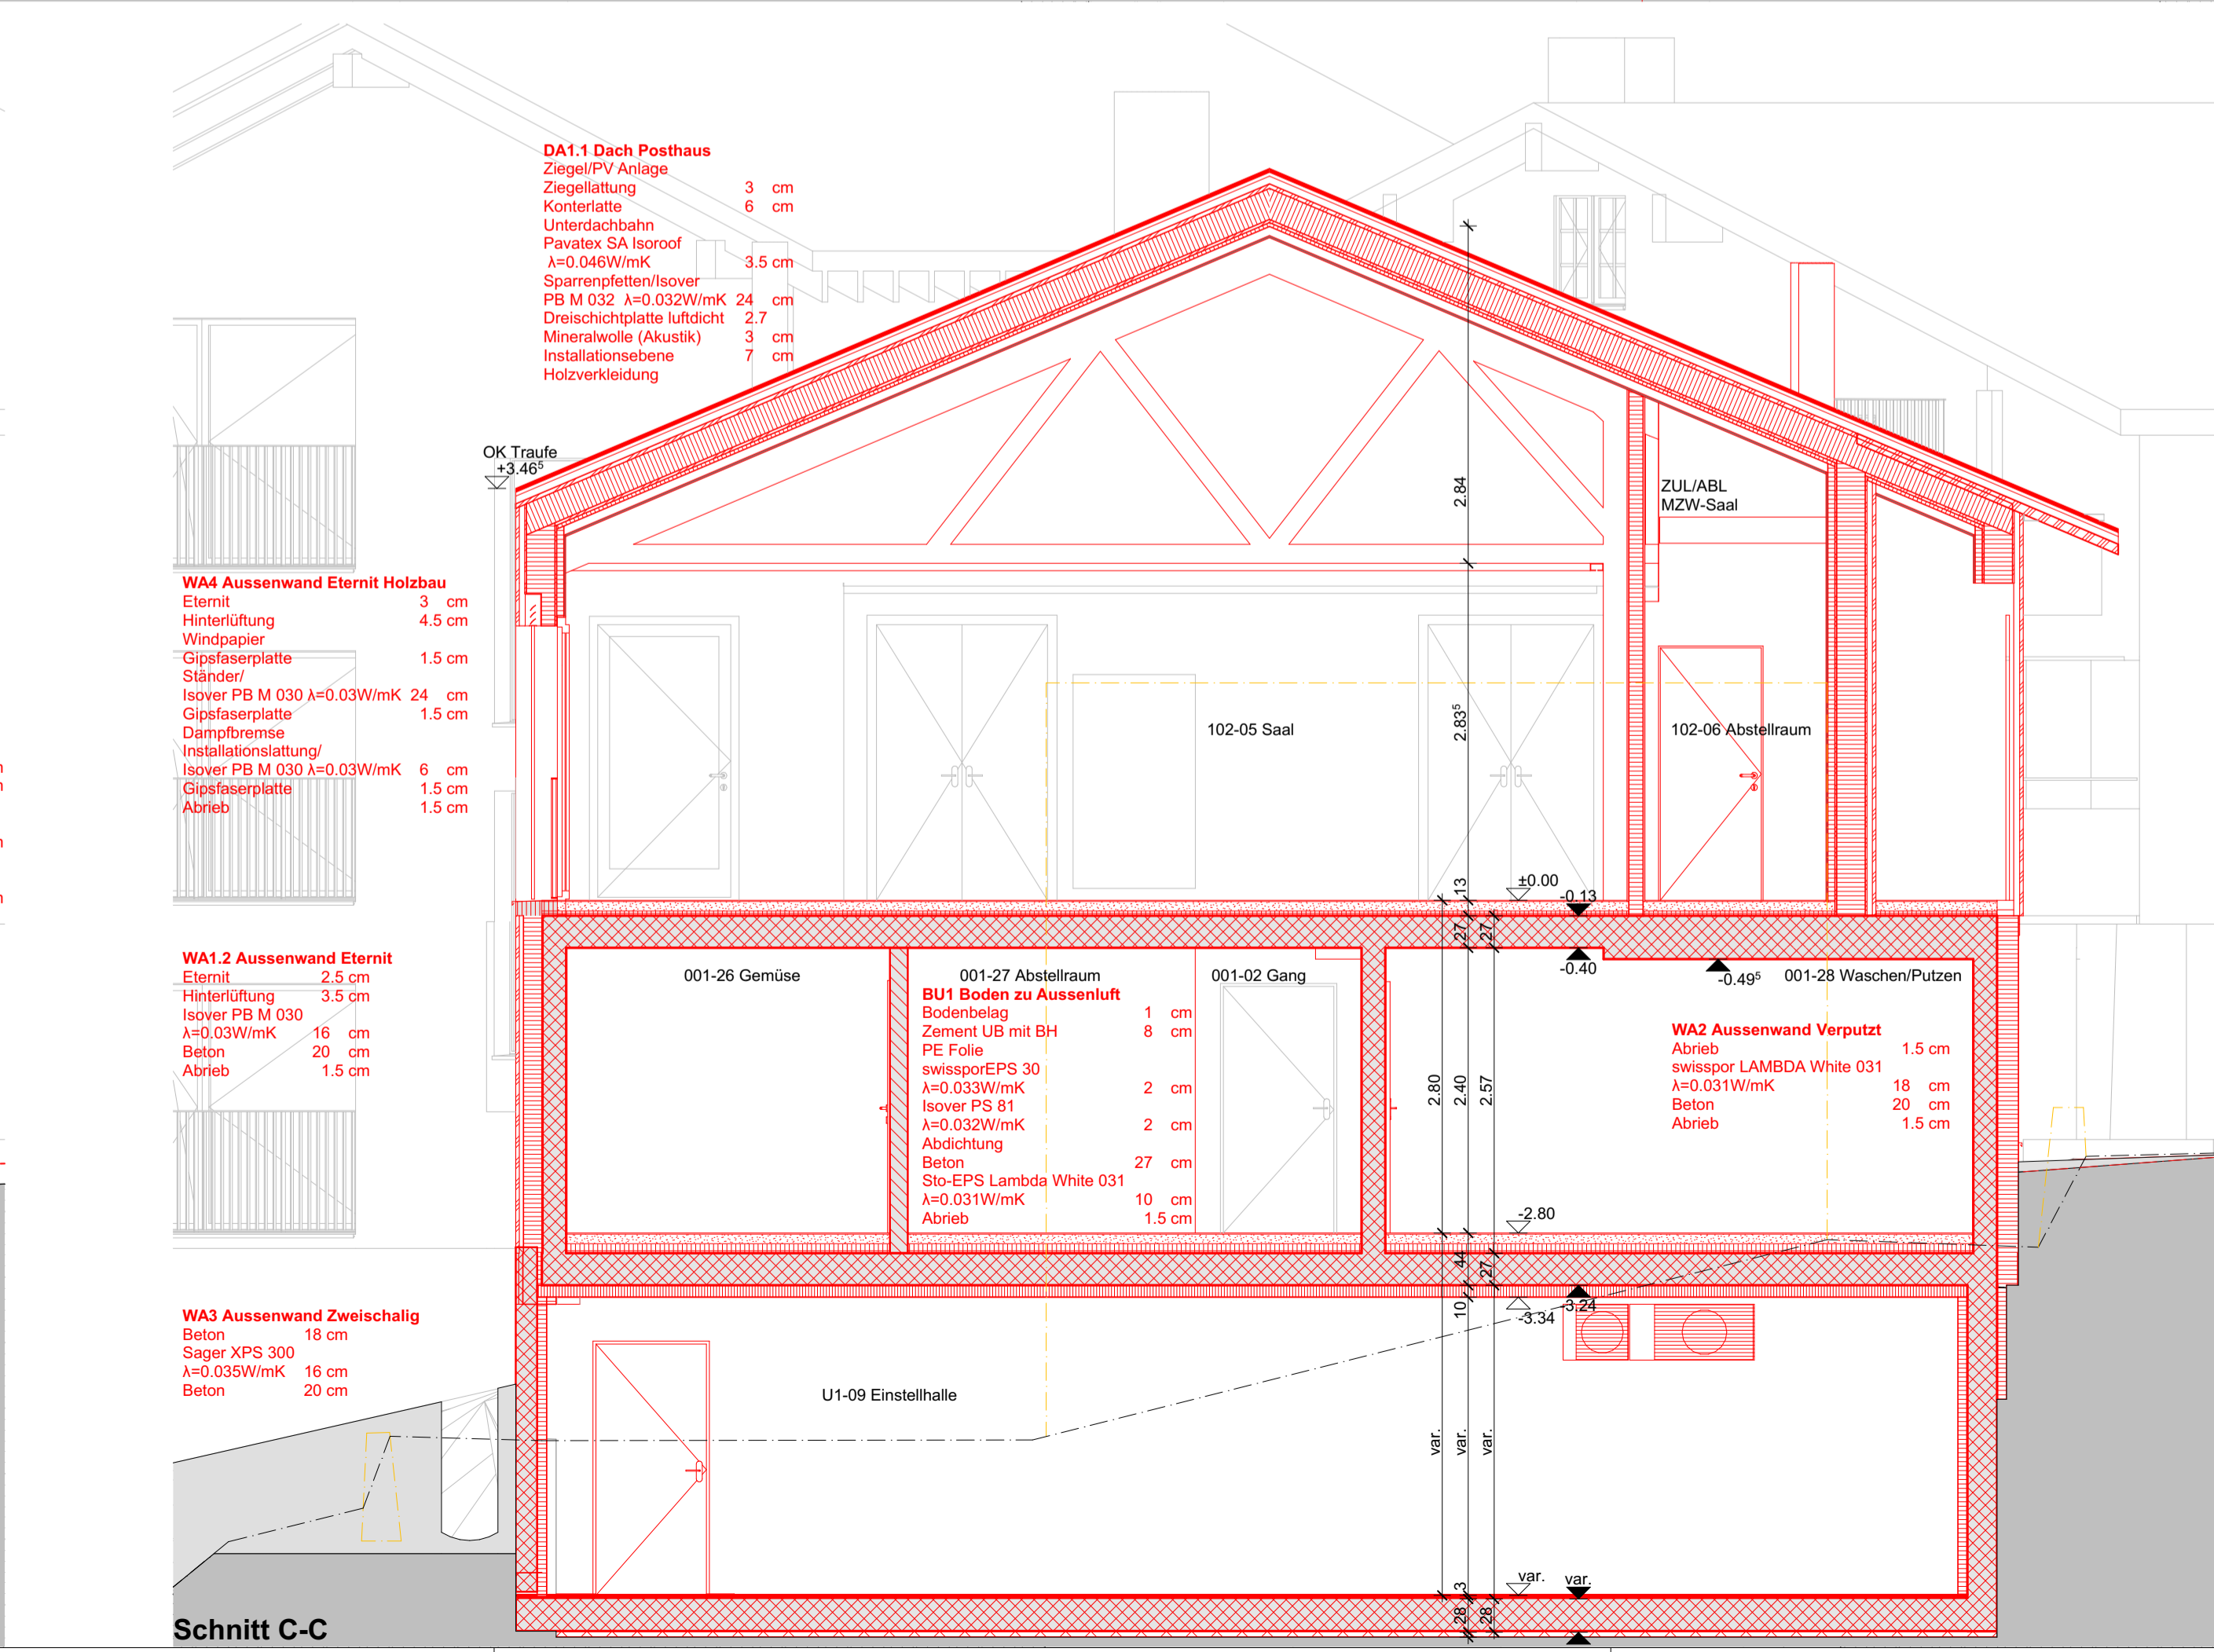 DA1.1 Dach Posthaus
Ziegel/PV Anlage
Ziegellattung 3 cm
Konterlatte 6 cm
Unterdachbahn
Pavatex SA Isoroof
λ=0.046W/mK 3.5 cm
Sparrenpfetten/Isover
PB M 032 λ=0.032W/mK 24 cm
Dreischichtplatte luftdicht 2.7
Mineralwolle (Akustik) 3 cm
Installationsebene 7 cm
Holzverkleidung
OK Traufe
+3.46⁵
ZUL/ABL
MZW-Saal
2.84
WA4 Aussenwand Eternit Holzbau
Eternit 3 cm
Hinterlüftung 4.5 cm
Windpapier
Gipsfaserplatte 1.5 cm
Ständer/
Isover PB M 030 λ=0.03W/mK 24 cm
Gipsfaserplatte 1.5 cm
Dampfbremse
Installationslattung/
Isover PB M 030 λ=0.03W/mK 6 cm
Gipsfaserplatte 1.5 cm
Abrieb 1.5 cm
102-05 Saal
2.83⁵
102-06 Abstellraum
13
±0.00
-0.13
27
27
-0.40
-0.49⁵
WA1.2 Aussenwand Eternit
Eternit 2.5 cm
Hinterlüftung 3.5 cm
Isover PB M 030
λ=0.03W/mK 16 cm
Beton 20 cm
Abrieb 1.5 cm
001-26 Gemüse
001-27 Abstellraum
001-02 Gang
001-28 Waschen/Putzen
BU1 Boden zu Aussenluft
Bodenbelag 1 cm
Zement UB mit BH 8 cm
PE Folie
swissporEPS 30
λ=0.033W/mK 2 cm
Isover PS 81
λ=0.032W/mK 2 cm
Abdichtung
Beton 27 cm
Sto-EPS Lambda White 031
λ=0.031W/mK 10 cm
Abrieb 1.5 cm
2.80
2.40
2.57
WA2 Aussenwand Verputzt
Abrieb 1.5 cm
swisspor LAMBDA White 031
λ=0.031W/mK 18 cm
Beton 20 cm
Abrieb 1.5 cm
-2.80
44
27
-3.24
10
-3.34
WA3 Aussenwand Zweischalig
Beton 18 cm
Sager XPS 300
λ=0.035W/mK 16 cm
Beton 20 cm
U1-09 Einstellhalle
var.
var.
var.
var.
var.
3
28
28
Schnitt C-C